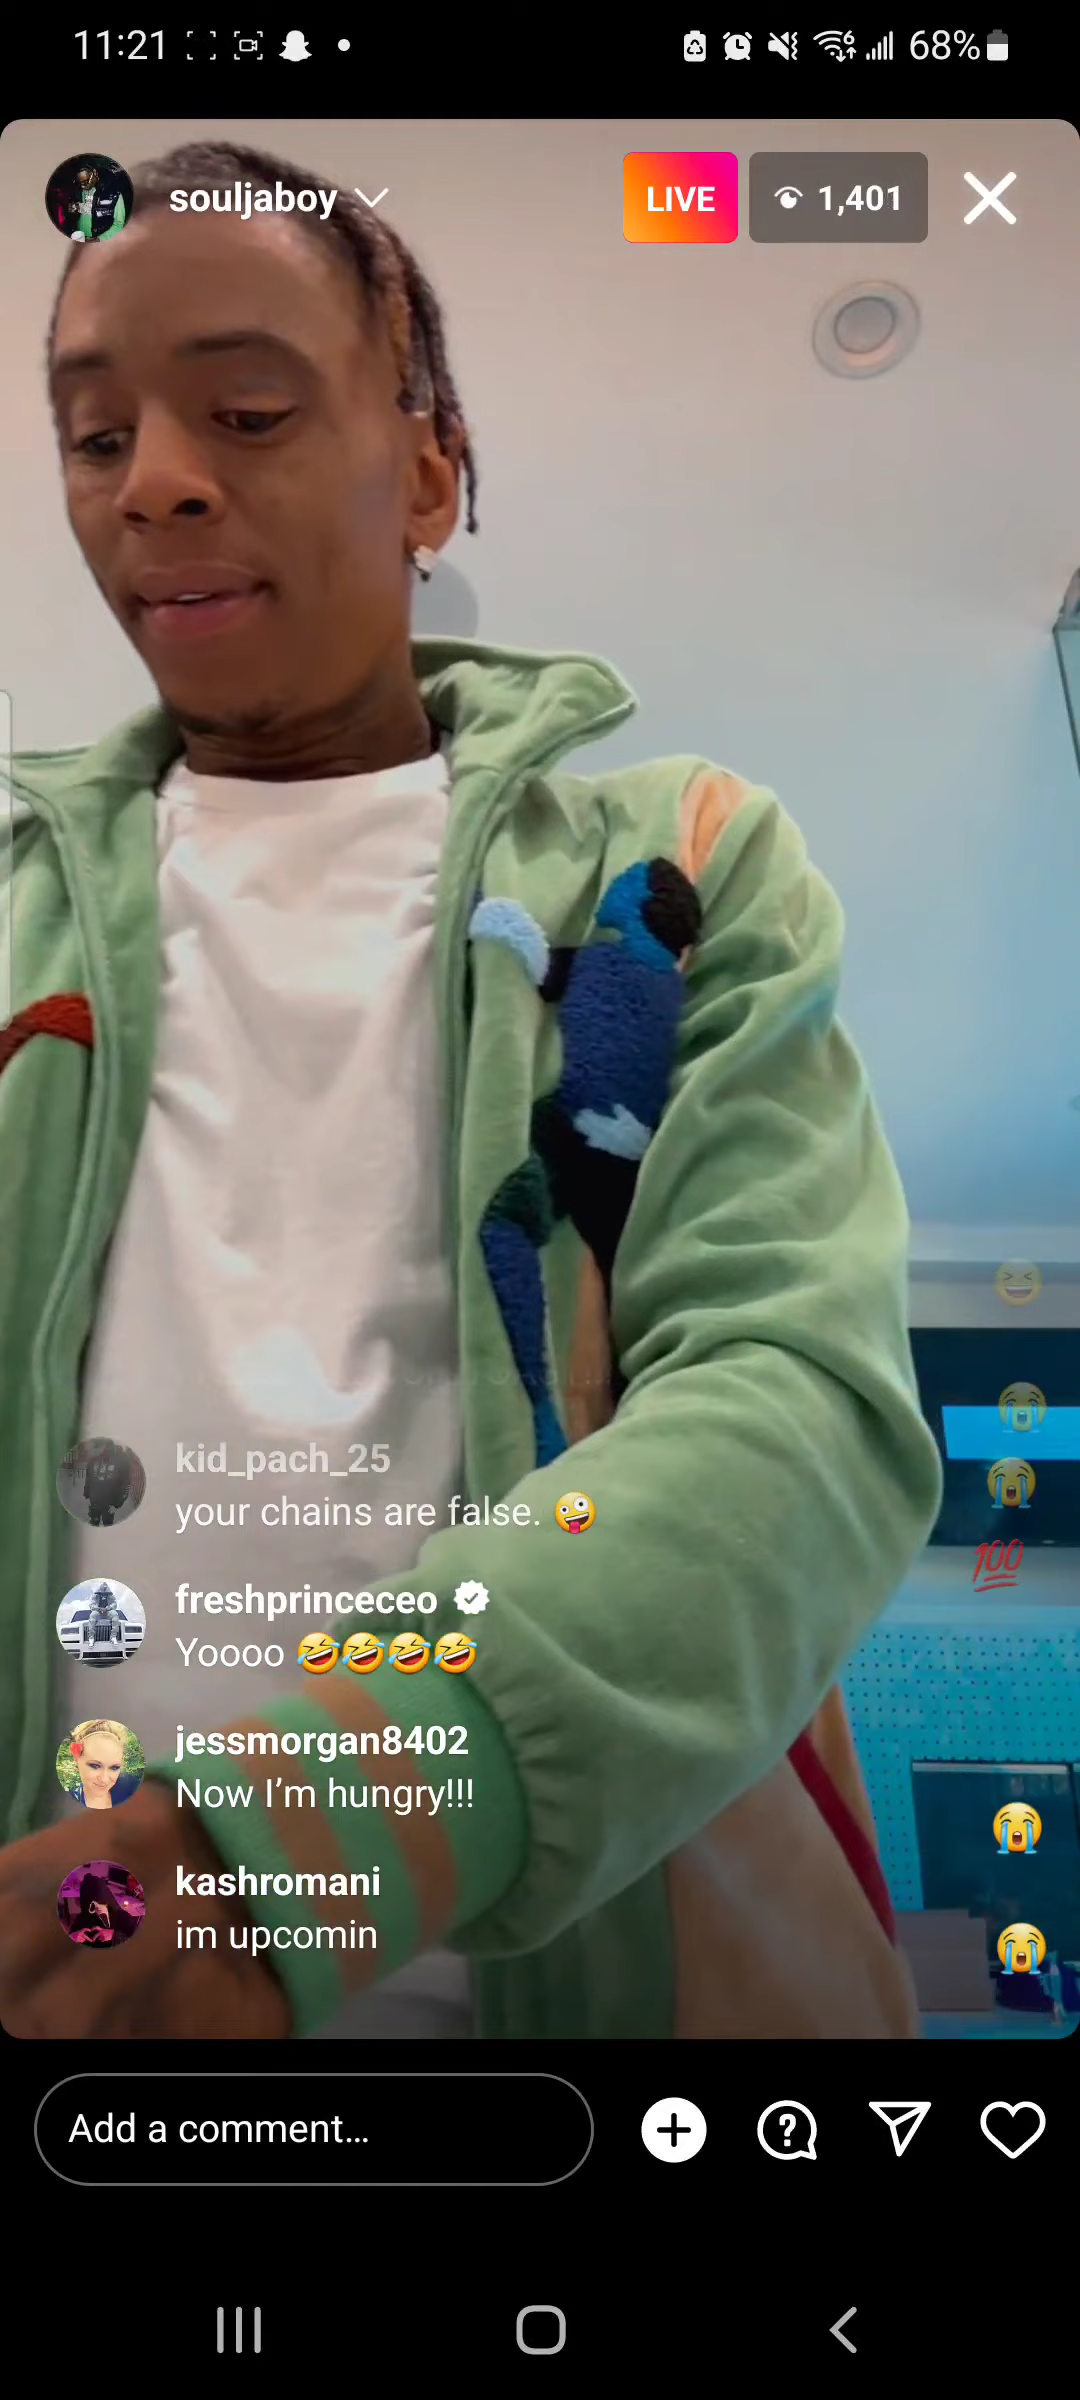 11:21
68%
souljaboy
LIVE
1,401
kid_pach_25
your chains are false. 🤪
freshprinceceo
Yoooo 🤣🤣🤣🤣
jessmorgan8402
Now I'm hungry!!!
kashromani
im upcomin
Add a comment...